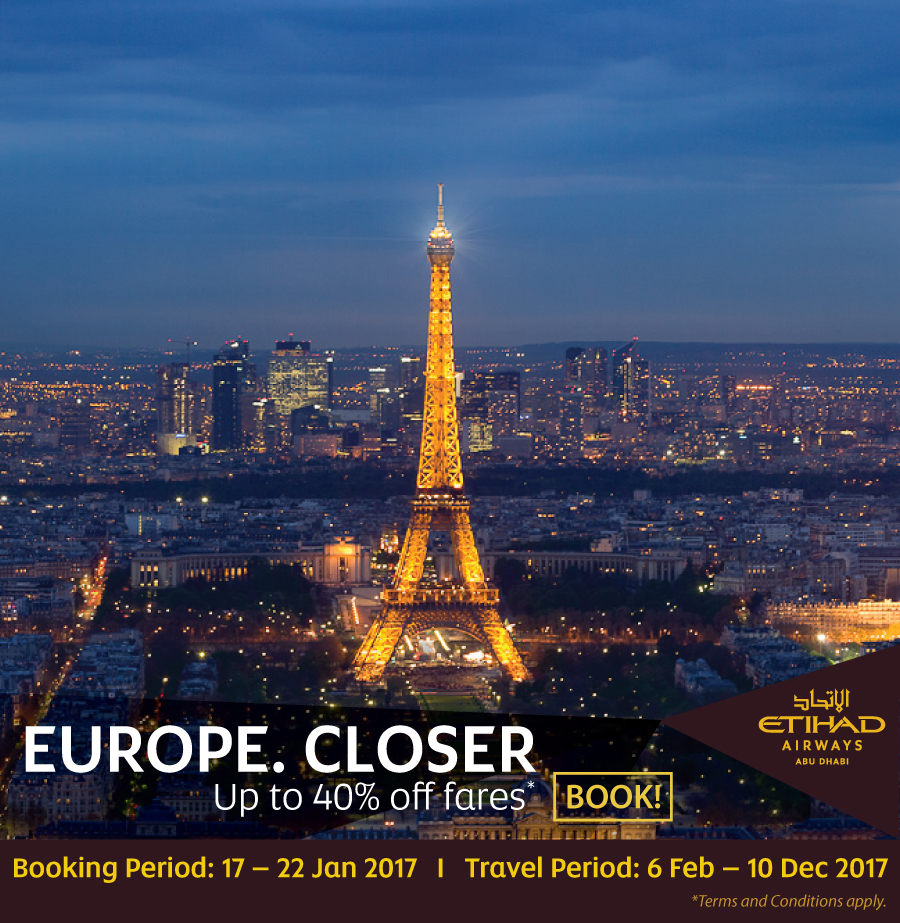 الإتحاد
ETIHAD
AIRWAYS
ABU DHABI
EUROPE. CLOSER
Up to 40% off fares*
BOOK!
Booking Period: 17 – 22 Jan 2017 I Travel Period: 6 Feb – 10 Dec 2017
*Terms and Conditions apply.